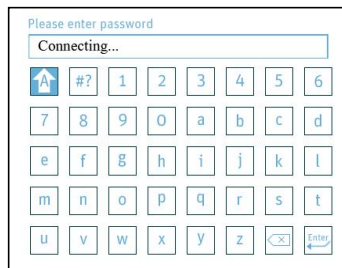 Please enter password
Connecting...
A #? 1 2 3 4 5 6
7 8 9 0 a b c d
e f g h i j k l
m n o p q r s t
u v w x y z × Enter